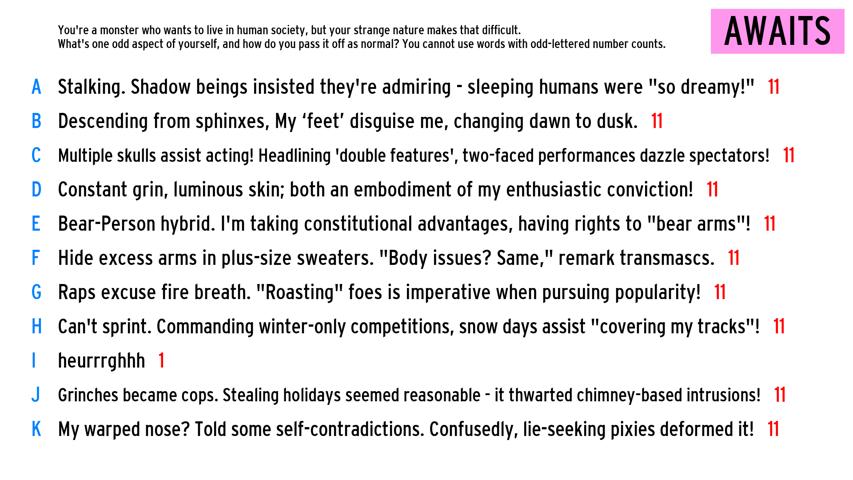 You're a monster who wants to live in human society, but your strange nature makes that difficult.
What's one odd aspect of yourself, and how do you pass it off as normal? You cannot use words with odd-lettered number counts.
AWAITS
A Stalking. Shadow beings insisted they're admiring - sleeping humans were "so dreamy!" 11
B Descending from sphinxes, My ‘feet’ disguise me, changing dawn to dusk. 11
C Multiple skulls assist acting! Headlining 'double features', two-faced performances dazzle spectators! 11
D Constant grin, luminous skin; both an embodiment of my enthusiastic conviction! 11
E Bear-Person hybrid. I'm taking constitutional advantages, having rights to "bear arms"! 11
F Hide excess arms in plus-size sweaters. "Body issues? Same," remark transmascs. 11
G Raps excuse fire breath. "Roasting" foes is imperative when pursuing popularity! 11
H Can't sprint. Commanding winter-only competitions, snow days assist "covering my tracks"! 11
I heurrrghhh 1
J Grinches became cops. Stealing holidays seemed reasonable - it thwarted chimney-based intrusions! 11
K My warped nose? Told some self-contradictions. Confusedly, lie-seeking pixies deformed it! 11